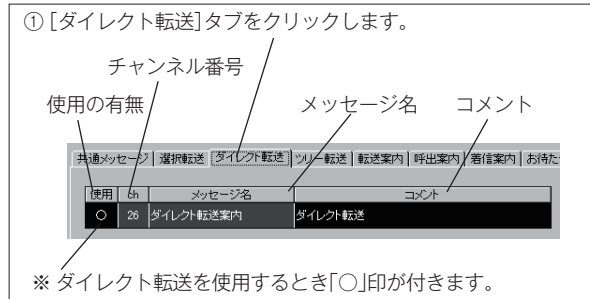 ① [ダイレクト転送]タブをクリックします。
チャンネル番号
使用の有無
メッセージ名
コメント
共通メッセージ 選択転送 ダイレクト転送 ツリー転送 転送案内 呼出案内 着信案内 お待た
使用 ch メッセージ名 コメント
○ 26 ダイレクト転送案内 ダイレクト転送
※ ダイレクト転送を使用するとき「○」印が付きます。